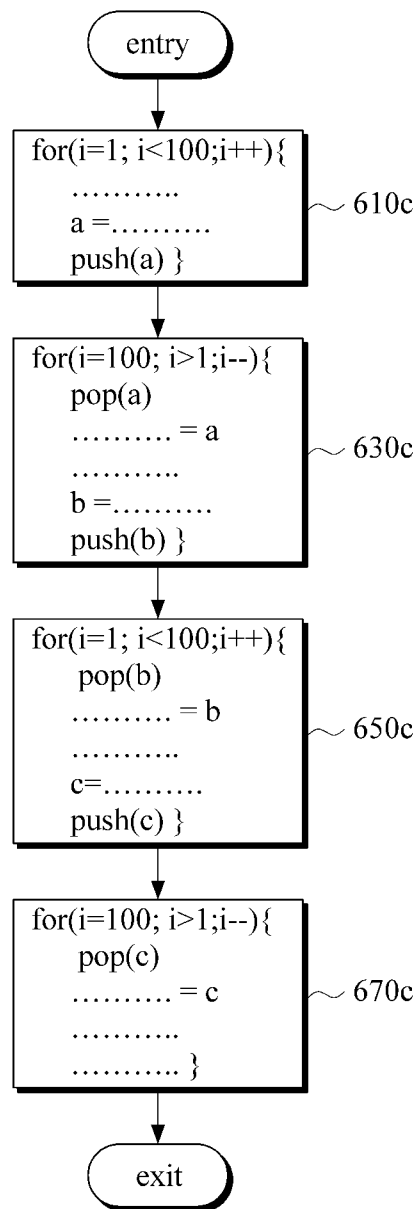 entry
for(i=1; i<100;i++){
...........
a =..........
push(a) }
610c
for(i=100; i>1;i--){
pop(a)
.......... = a
...........
b =..........
push(b) }
630c
for(i=1; i<100;i++){
pop(b)
.......... = b
...........
c=..........
push(c) }
650c
for(i=100; i>1;i--){
pop(c)
.......... = c
...........
........... }
670c
exit